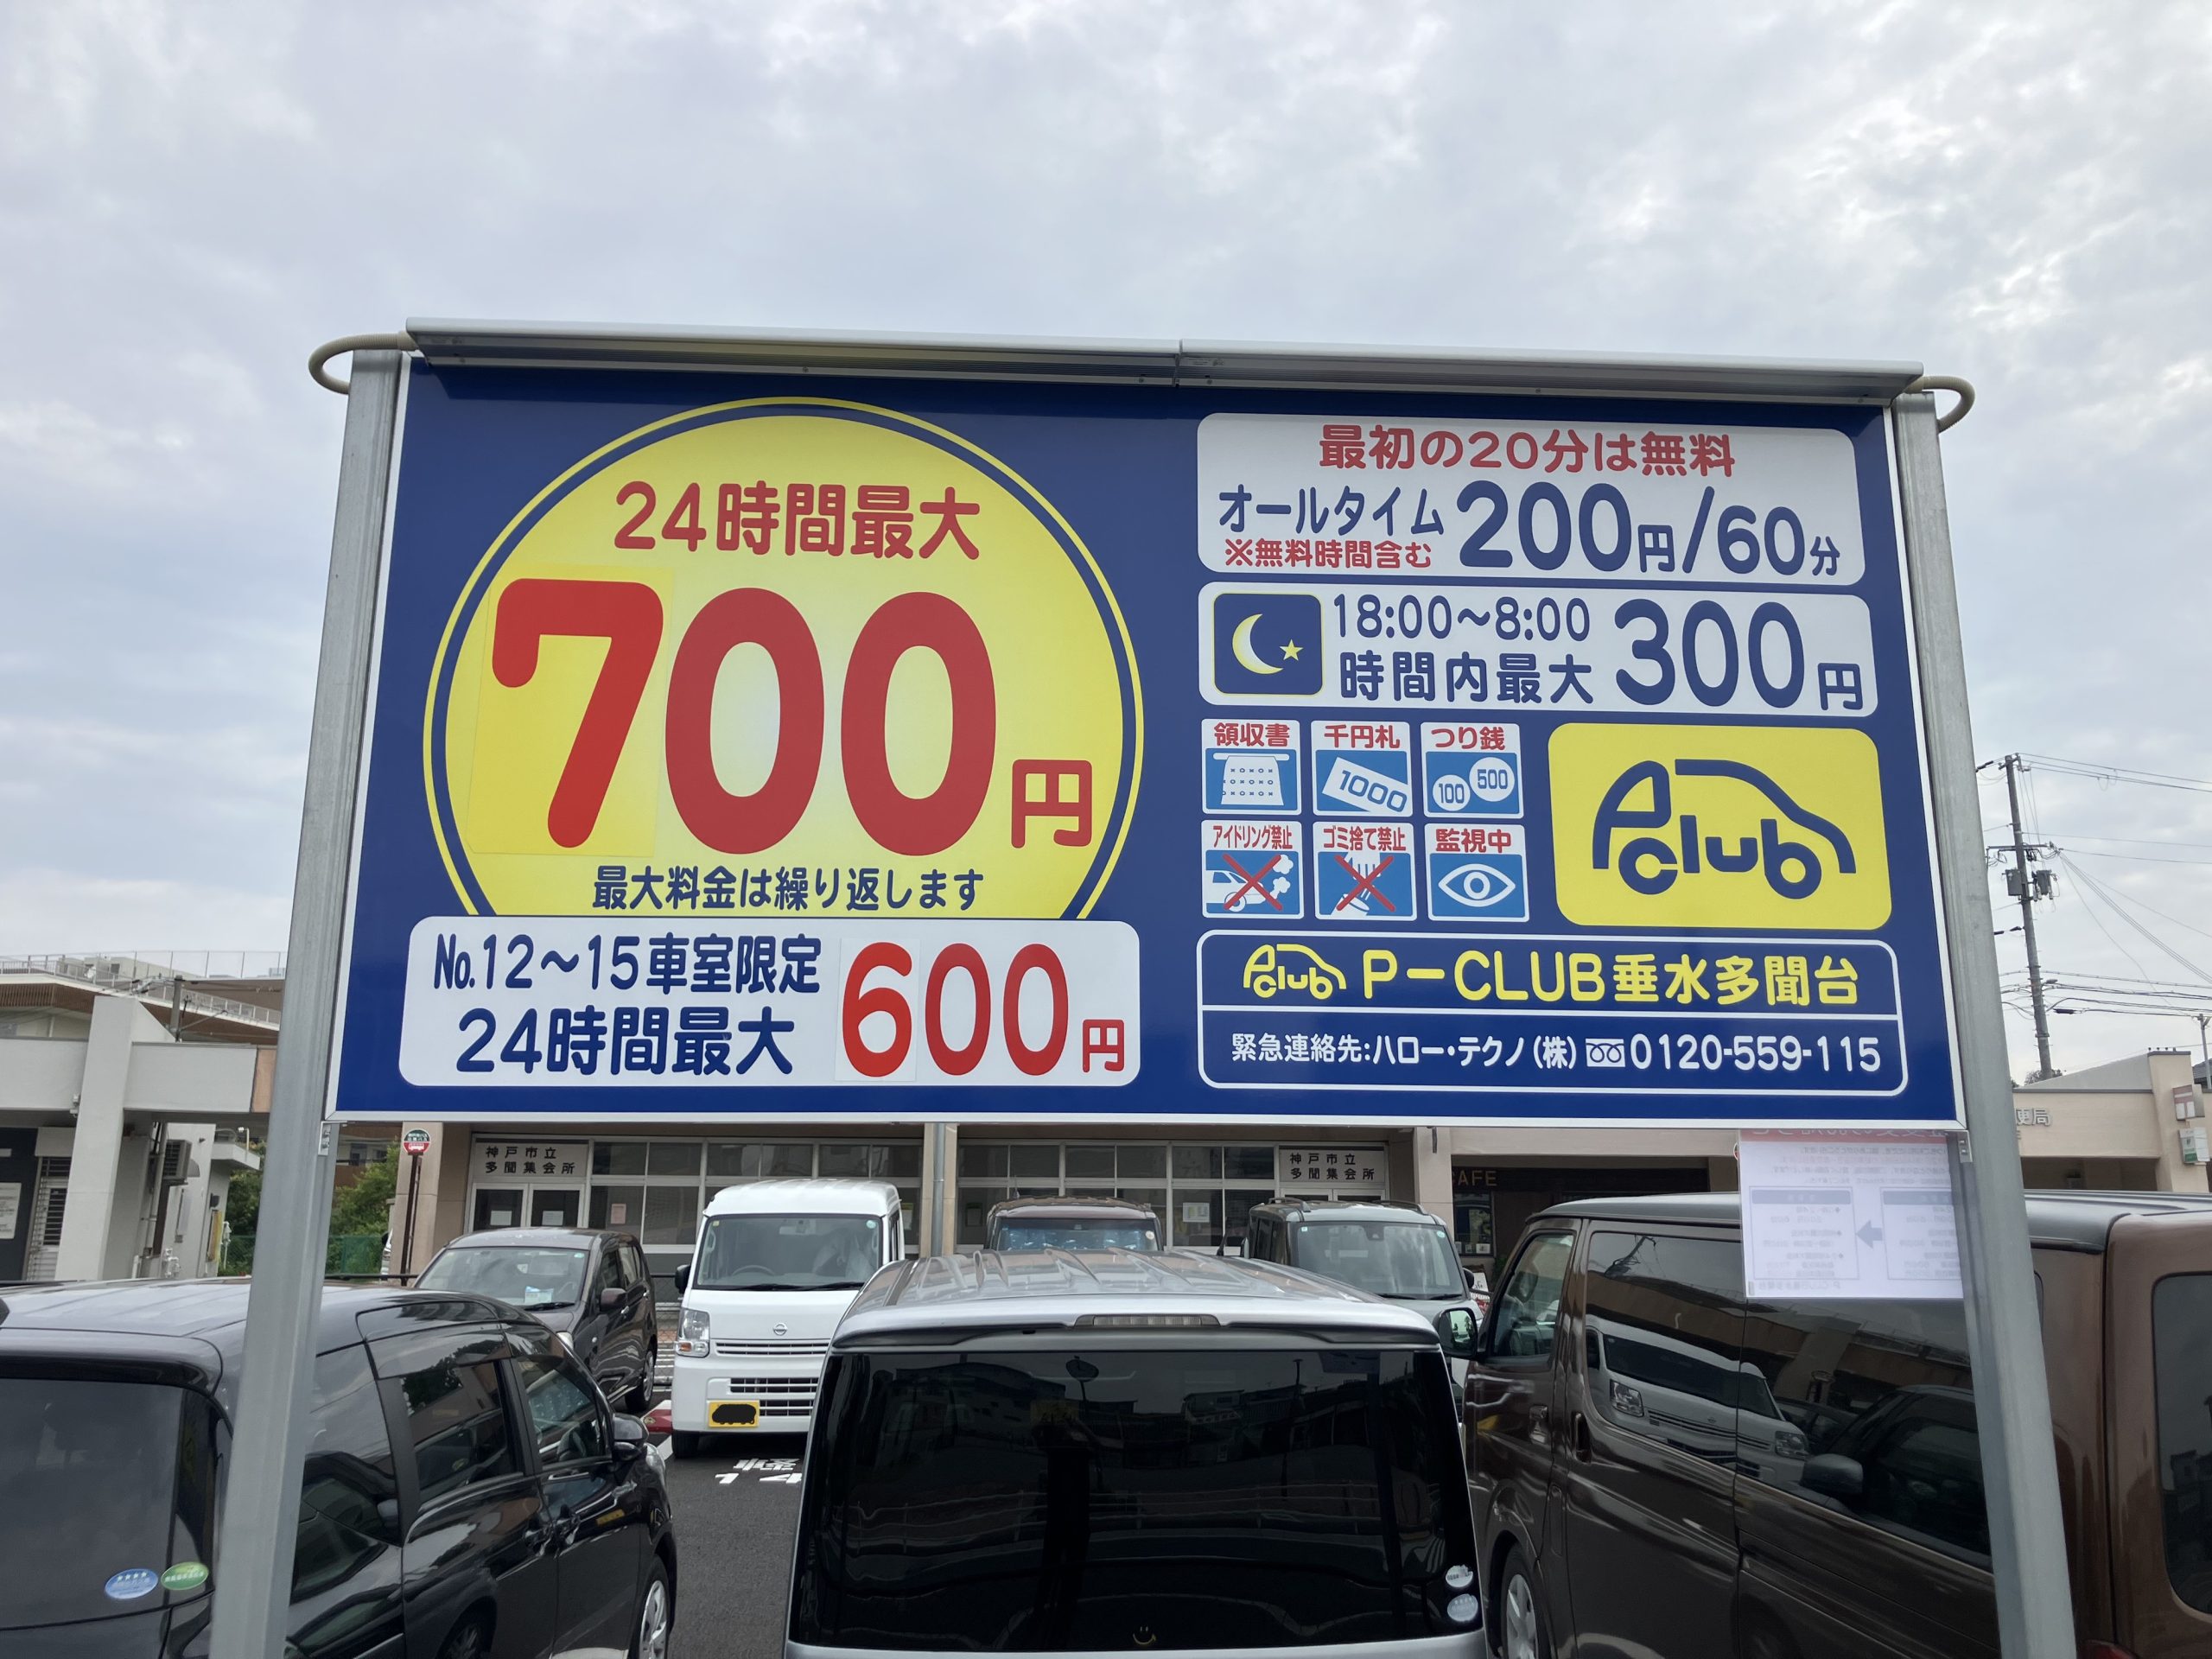 24時間最大
700円
最大料金は繰り返します
No.12～15車室限定
24時間最大 600円
最初の20分は無料
オールタイム 200円/60分
※無料時間含む
18:00～8:00
時間内最大 300円
領収書 千円札 つり銭
1000 100 500
アイドリング禁止 ゴミ捨て禁止 監視中
P club
P club P-CLUB垂水多聞台
緊急連絡先:ハロー・テクノ(株) 0120-559-115
神戸市立
多聞集会所
神戸市立
多聞集会所
CAFE
便局